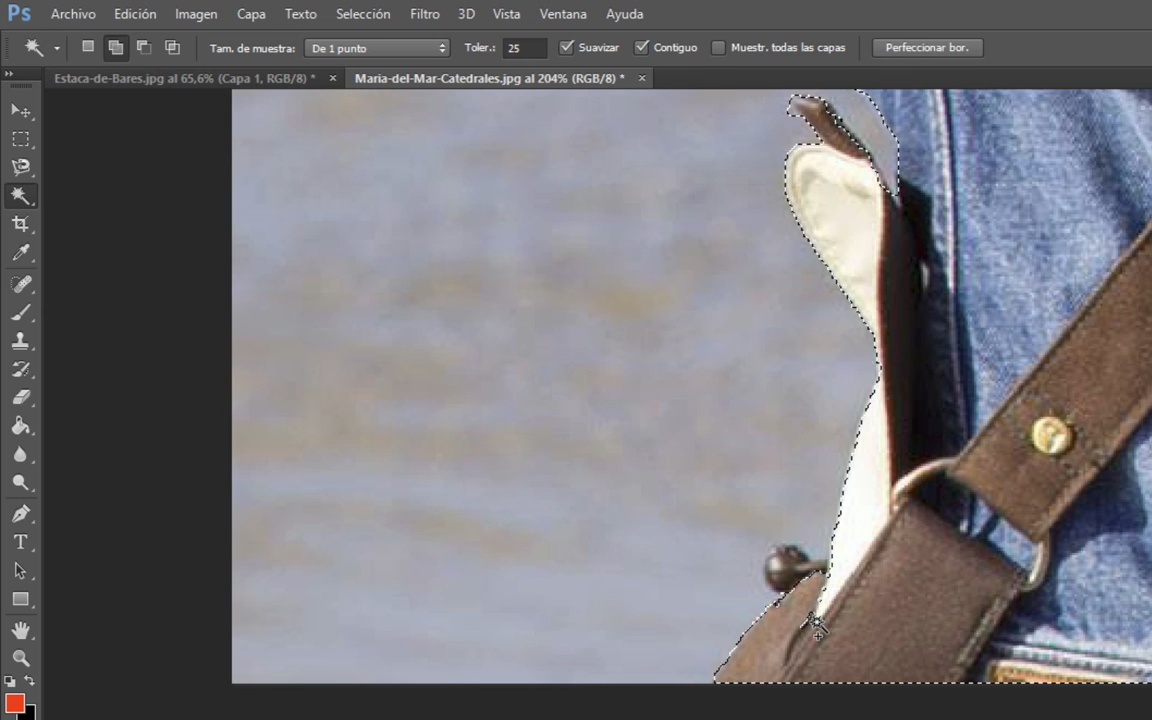 Ps Archivo Edición Imagen Capa Texto Selección Filtro 3D Vista Ventana Ayuda
Tam. de muestra: De 1 punto Toler.: 25 Suavizar Contiguo Muestr. todas las capas Perfeccionar bor.
Estaca-de-Bares.jpg al 65,6% (Capa 1, RGB/8) * × Maria-del-Mar-Catedrales.jpg al 204% (RGB/8) * ×
T